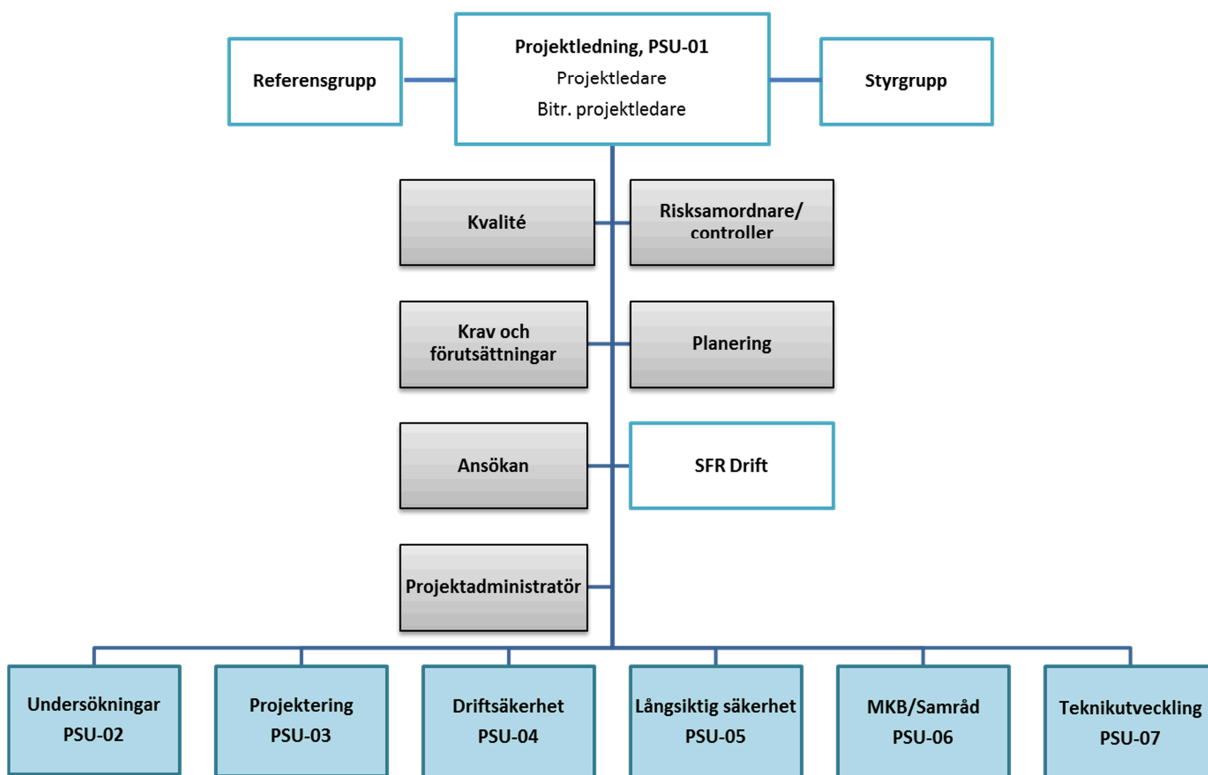 Projektledning, PSU-01
Projektledare
Bitr. projektledare
Referensgrupp
Styrgrupp
Kvalité
Risksamordnare/
controller
Krav och
förutsättningar
Planering
Ansökan
SFR Drift
Projektadministratör
Undersökningar
PSU-02
Projektering
PSU-03
Driftsäkerhet
PSU-04
Långsiktig säkerhet
PSU-05
MKB/Samråd
PSU-06
Teknikutveckling
PSU-07